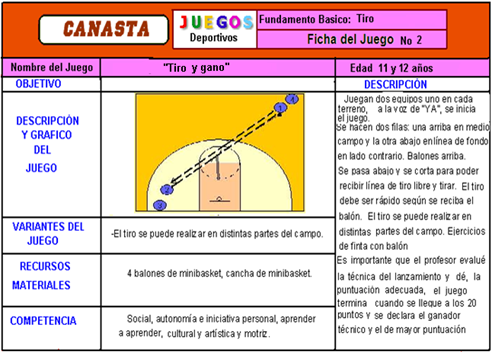 CANASTA
JUEGOS
Deportivos
Fundamento Basico: Tiro
Ficha del Juego No 2
Nombre del Juego
"Tiro y gano"
Edad 11 y 12 años
OBJETIVO
DESCRIPCIÓN
DESCRIPCIÓN
Y GRAFICO
DEL
JUEGO
Juegan dos equipos uno en cada
terreno, a la voz de "YA", se inicia
el juego.
Se hacen dos filas: una arriba en medio
campo y la otra abajo en línea de fondo
en lado contrario. Balones arriba.
Se pasa abajo y se corta para poder
recibir línea de tiro libre y tirar. El tiro
debe ser rápido según se reciba el
balón. El tiro se puede realizar en
distintas partes del campo. Ejercicios
de finta con balón
Es importante que el profesor evalué
la técnica del lanzamiento y dé, la
puntuación adecuada, el juego
termina cuando se llegue a los 20
puntos y se declara el ganador
técnico y el de mayor puntuación
VARIANTES DEL
JUEGO
-El tiro se puede realizar en distintas partes del campo.
RECURSOS
MATERIALES
4 balones de minibasket, cancha de minibasket.
COMPETENCIA
Social, autonomía e iniciativa personal, aprender
a aprender, cultural y artística y motriz.